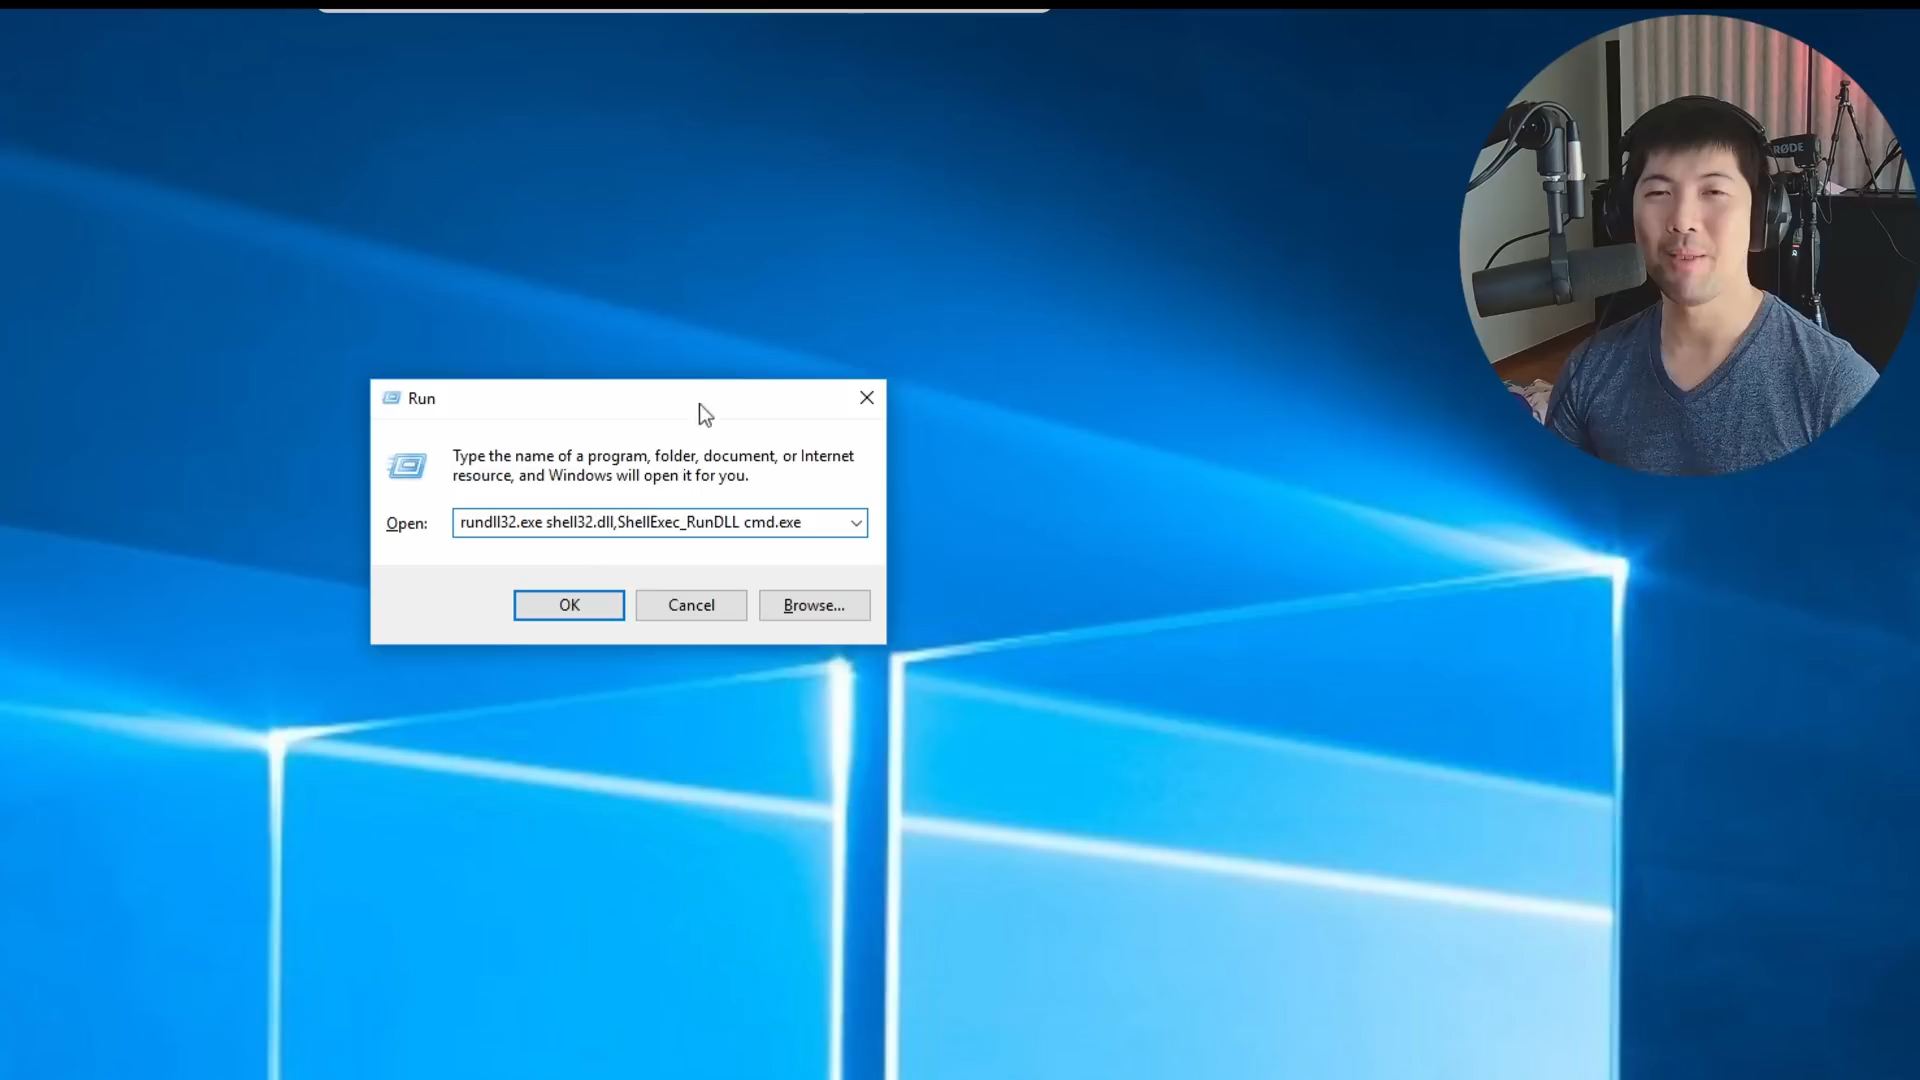 RØDE
Run
Type the name of a program, folder, document, or Internet
resource, and Windows will open it for you.
Open:
rundll32.exe shell32.dll,ShellExec_RunDLL cmd.exe
OK
Cancel
Browse...